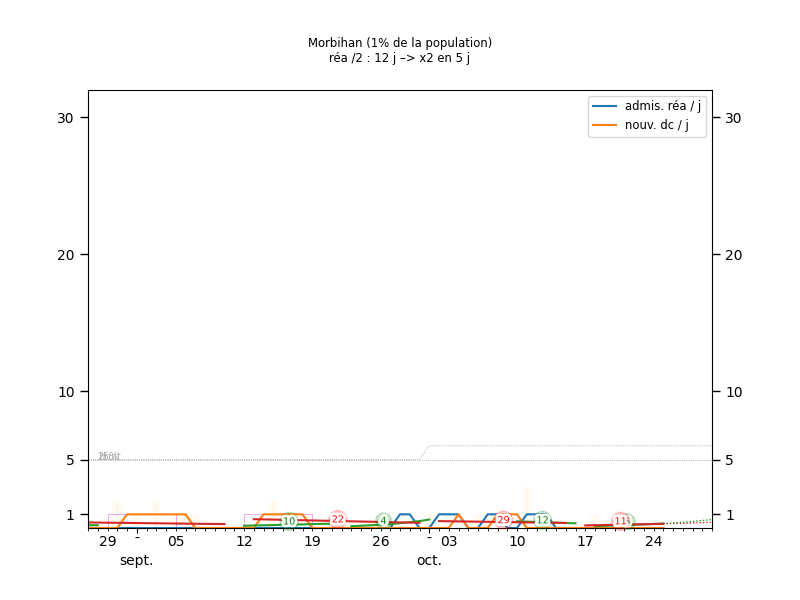 Morbihan (1% de la population)
réa /2 : 12 j –> x2 en 5 j
admis. réa / j
nouv. dc / j
30 30
20 20
10 10
5 5
1 1
10 22 4 29 12 11
29 - 05 12 19 26 - 03 10 17 24
sept. oct.